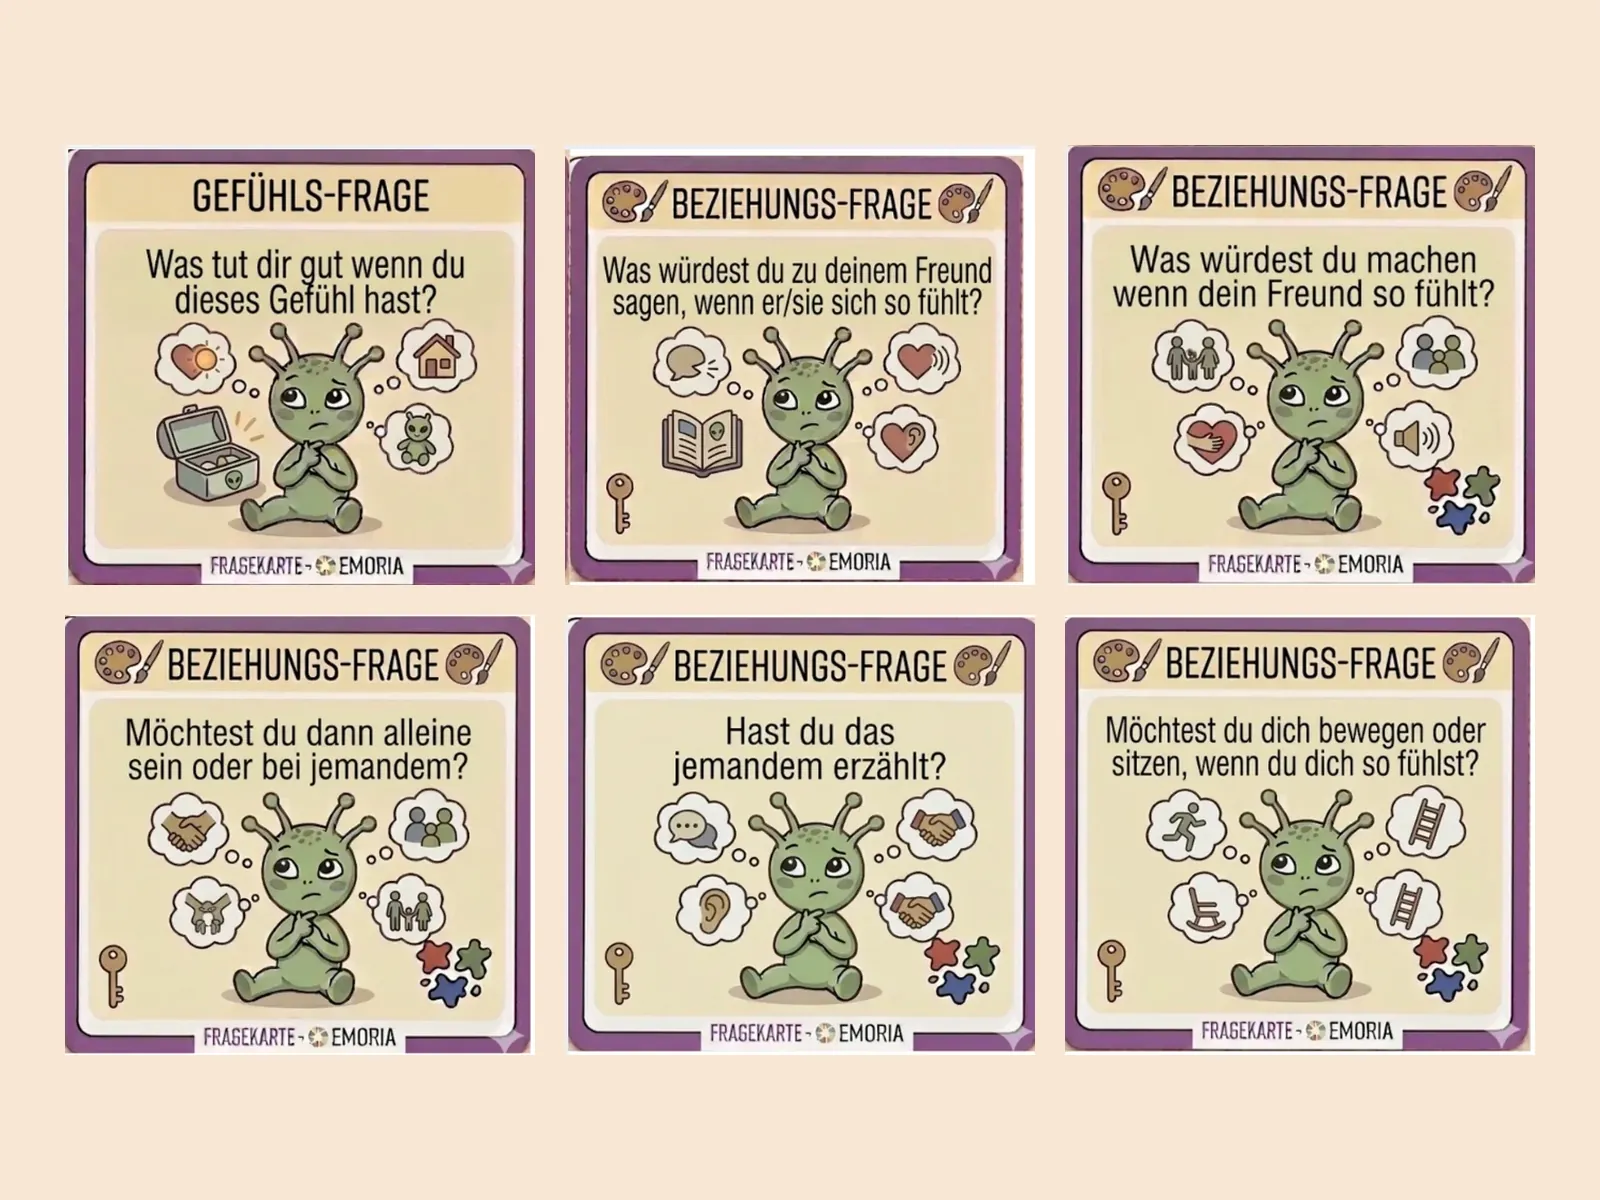 GEFÜHLS-FRAGE
Was tut dir gut wenn du
dieses Gefühl hast?
FRAGEKARTE - EMORIA
BEZIEHUNGS-FRAGE
Was würdest du zu deinem Freund
sagen, wenn er/sie sich so fühlt?
FRAGEKARTE - EMORIA
BEZIEHUNGS-FRAGE
Was würdest du machen
wenn dein Freund so fühlt?
FRAGEKARTE - EMORIA
BEZIEHUNGS-FRAGE
Möchtest du dann alleine
sein oder bei jemandem?
FRAGEKARTE - EMORIA
BEZIEHUNGS-FRAGE
Hast du das
jemandem erzählt?
FRAGEKARTE - EMORIA
BEZIEHUNGS-FRAGE
Möchtest du dich bewegen oder
sitzen, wenn du dich so fühlst?
FRAGEKARTE - EMORIA